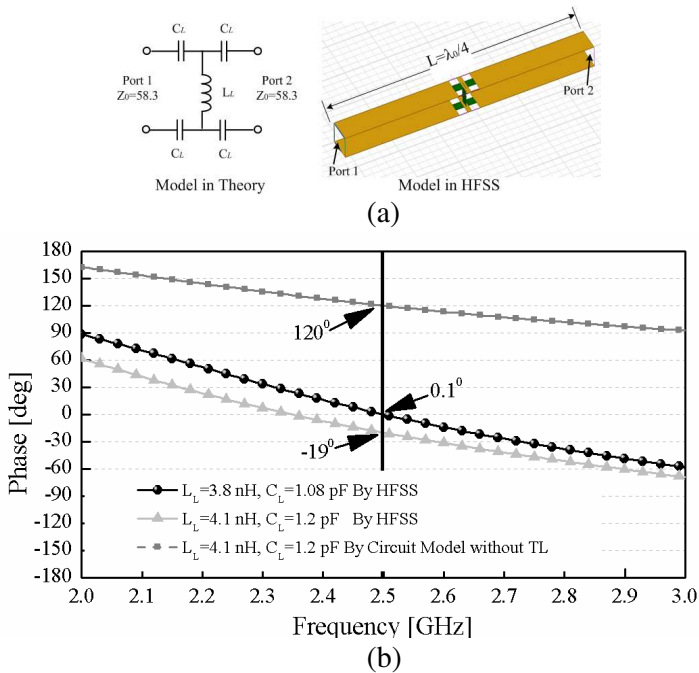 C_L C_L
L=λ₀/4
Port 1
Z₀=58.3
L_L
Port 2
Z₀=58.3
C_L C_L
Port 2
Port 1
Model in Theory
Model in HFSS
(a)
180
150
120
90
60
30
0
-30
-60
-90
-120
-150
-180
Phase [deg]
120⁰
0.1⁰
-19⁰
L_L=3.8 nH, C_L=1.08 pF By HFSS
L_L=4.1 nH, C_L=1.2 pF By HFSS
L_L=4.1 nH, C_L=1.2 pF By Circuit Model without TL
2.0 2.1 2.2 2.3 2.4 2.5 2.6 2.7 2.8 2.9 3.0
Frequency [GHz]
(b)